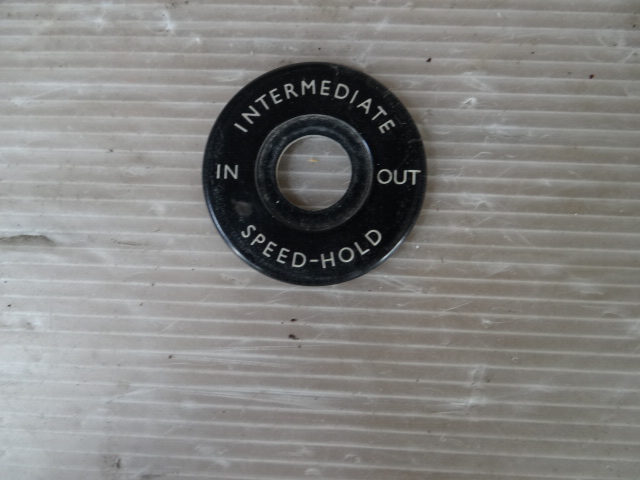 INTERMEDIATE
IN
OUT
SPEED-HOLD